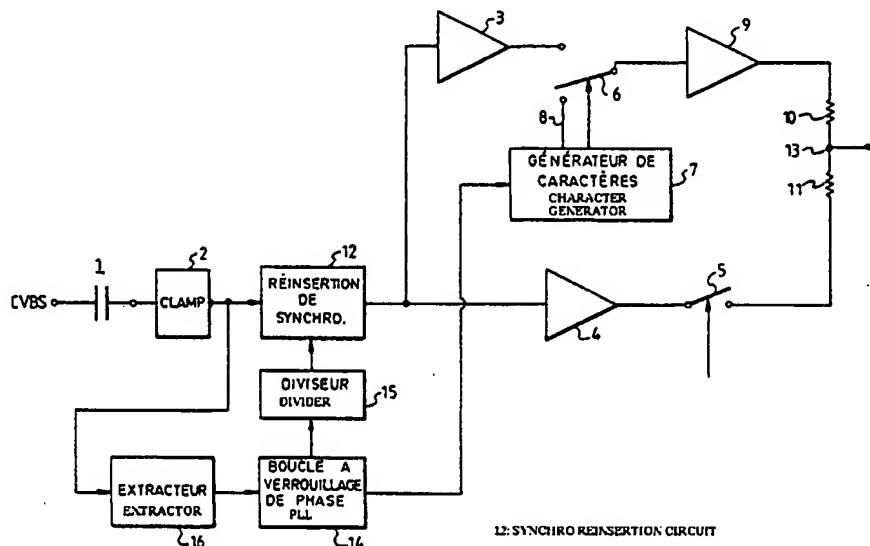 3
9
6
10
8
13
GÉNÉRATEUR DE
CARACTÈRES
CHARACTER
GENERATOR
7
11
1
2
12
5
CVBS
CLAMP
RÉINSERTION
DE
SYNCHRO.
4
DIVISEUR
DIVIDER
15
EXTRACTEUR
EXTRACTOR
BOUCLE A
VERROUILLAGE
DE PHASE
PLL
16
14
12: SYNCHRO REINSERTION CIRCUIT